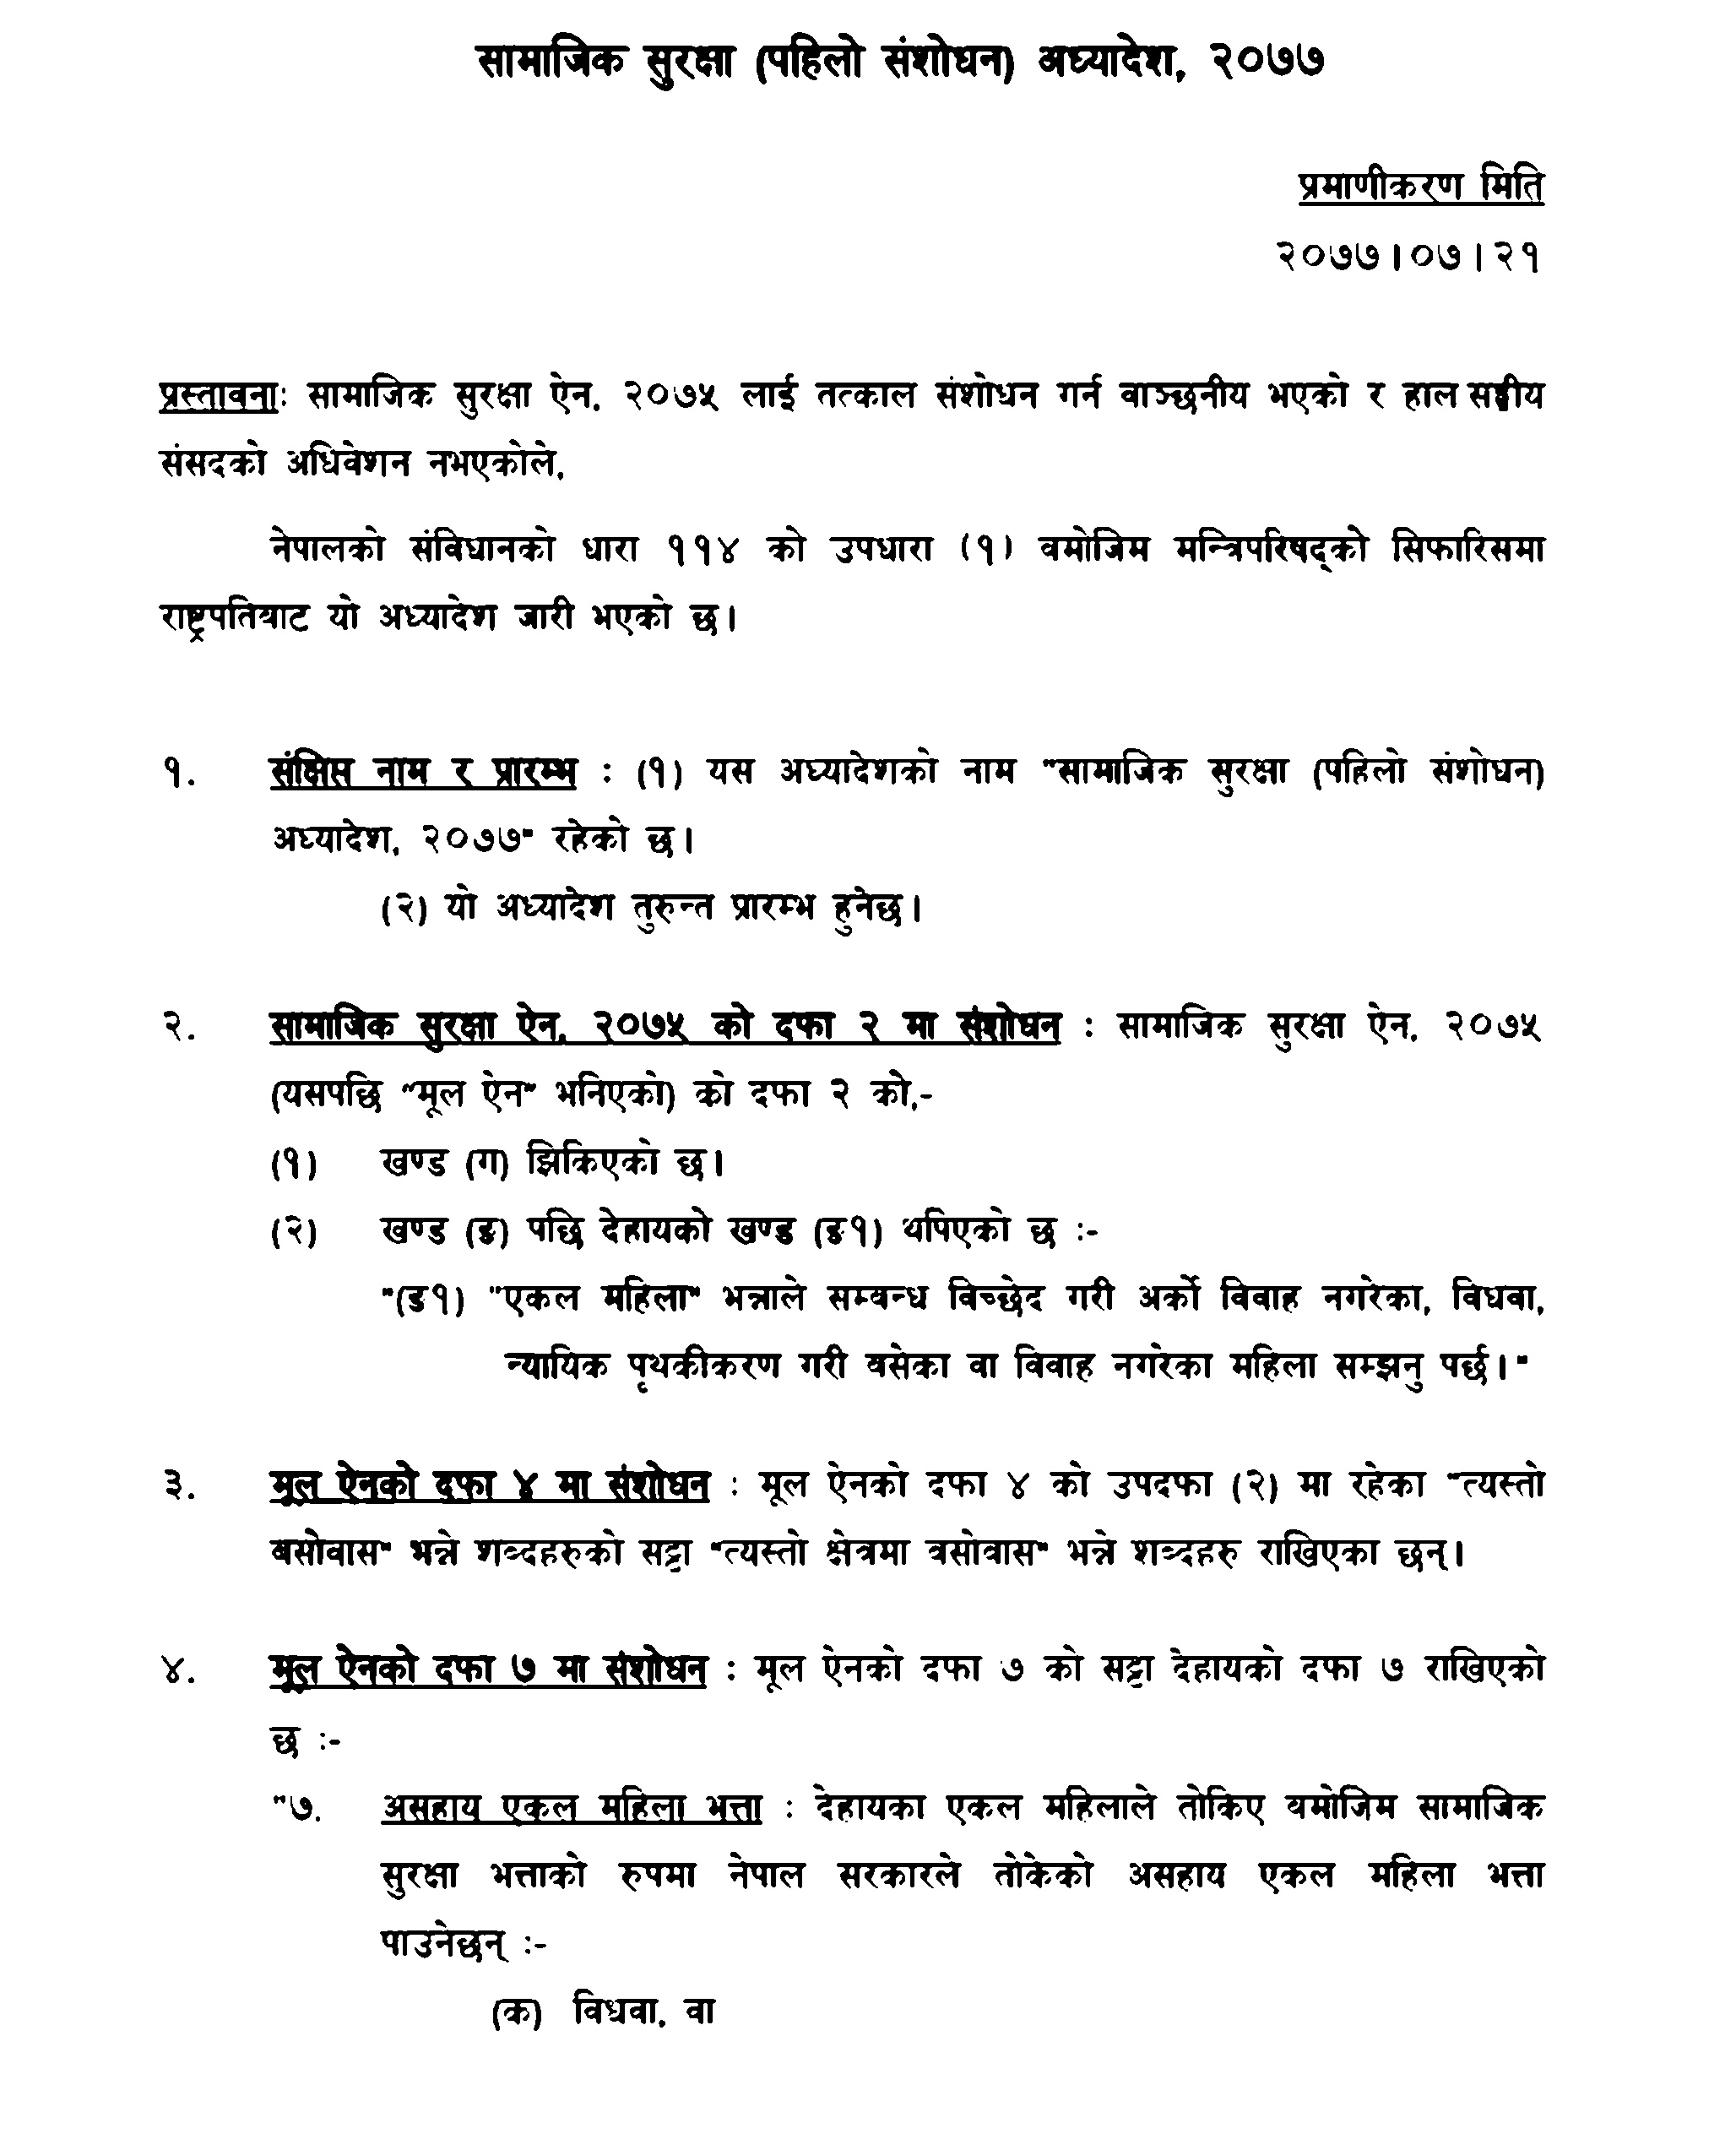 सामाजिक सुरक्षा (पहिलो संशोधन) अध्यादेश, २०७७
प्रमाणीकरण मिति
२०७७।०७।२१
प्रस्तावनाः सामाजिक सुरक्षा ऐन, २०७५ लाई तत्काल संशोधन गर्न वाञ्छनीय भएको र हाल सङ्घीय
संसदको अधिवेशन नभएकोले,
नेपालको संविधानको धारा ११४ को उपधारा (१) बमोजिम मन्त्रिपरिषद्को सिफारिसमा
राष्ट्रपतिबाट यो अध्यादेश जारी भएको छ।
१. संक्षिप्त नाम र प्रारम्भ : (१) यस अध्यादेशको नाम "सामाजिक सुरक्षा (पहिलो संशोधन)
अध्यादेश, २०७७" रहेको छ।
(२) यो अध्यादेश तुरुन्त प्रारम्भ हुनेछ।
२. सामाजिक सुरक्षा ऐन, २०७५ को दफा २ मा संशोधन : सामाजिक सुरक्षा ऐन, २०७५
(यसपछि "मूल ऐन" भनिएको) को दफा २ को,-
(१) खण्ड (ग) झिकिएको छ।
(२) खण्ड (ङ) पछि देहायको खण्ड (ङ१) थपिएको छ :-
"(ङ१) "एकल महिला" भन्नाले सम्बन्ध विच्छेद गरी अर्को विवाह नगरेका, विधवा,
न्यायिक पृथकीकरण गरी बसेका वा विवाह नगरेका महिला सम्झनु पर्छ।"
३. मूल ऐनको दफा ४ मा संशोधन : मूल ऐनको दफा ४ को उपदफा (२) मा रहेका "त्यस्तो
बसोवास" भन्ने शब्दहरुको सट्टा "त्यस्तो क्षेत्रमा बसोवास" भन्ने शब्दहरु राखिएका छन्।
४. मूल ऐनको दफा ७ मा संशोधन : मूल ऐनको दफा ७ को सट्टा देहायको दफा ७ राखिएको
छ :-
"७. असहाय एकल महिला भत्ता : देहायका एकल महिलाले तोकिए बमोजिम सामाजिक
सुरक्षा भत्ताको रुपमा नेपाल सरकारले तोकेको असहाय एकल महिला भत्ता
पाउनेछन् :-
(क) विधवा, वा